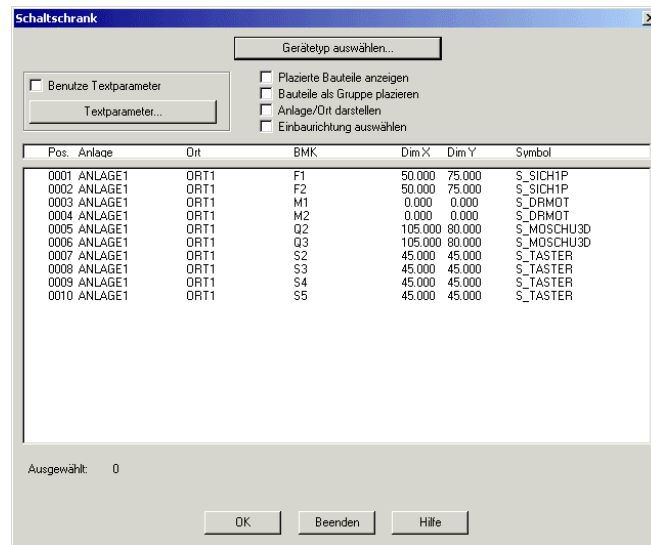 Schaltschrank
Gerätetyp auswählen...
Benutze Textparameter
Textparameter...
Plazierte Bauteile anzeigen
Bauteile als Gruppe plazieren
Anlage/Ort darstellen
Einbaurichtung auswählen
Pos. Anlage Ort BMK Dim X Dim Y Symbol
0001 ANLAGE1 ORT1 F1 50.000 75.000 S_SICH1P
0002 ANLAGE1 ORT1 F2 50.000 75.000 S_SICH1P
0003 ANLAGE1 ORT1 M1 0.000 0.000 S_DRMOT
0004 ANLAGE1 ORT1 M2 0.000 0.000 S_DRMOT
0005 ANLAGE1 ORT1 Q2 105.000 80.000 S_MOSCHU3D
0006 ANLAGE1 ORT1 Q3 105.000 80.000 S_MOSCHU3D
0007 ANLAGE1 ORT1 S2 45.000 45.000 S_TASTER
0008 ANLAGE1 ORT1 S3 45.000 45.000 S_TASTER
0009 ANLAGE1 ORT1 S4 45.000 45.000 S_TASTER
0010 ANLAGE1 ORT1 S5 45.000 45.000 S_TASTER
Ausgewählt: 0
OK Beenden Hilfe